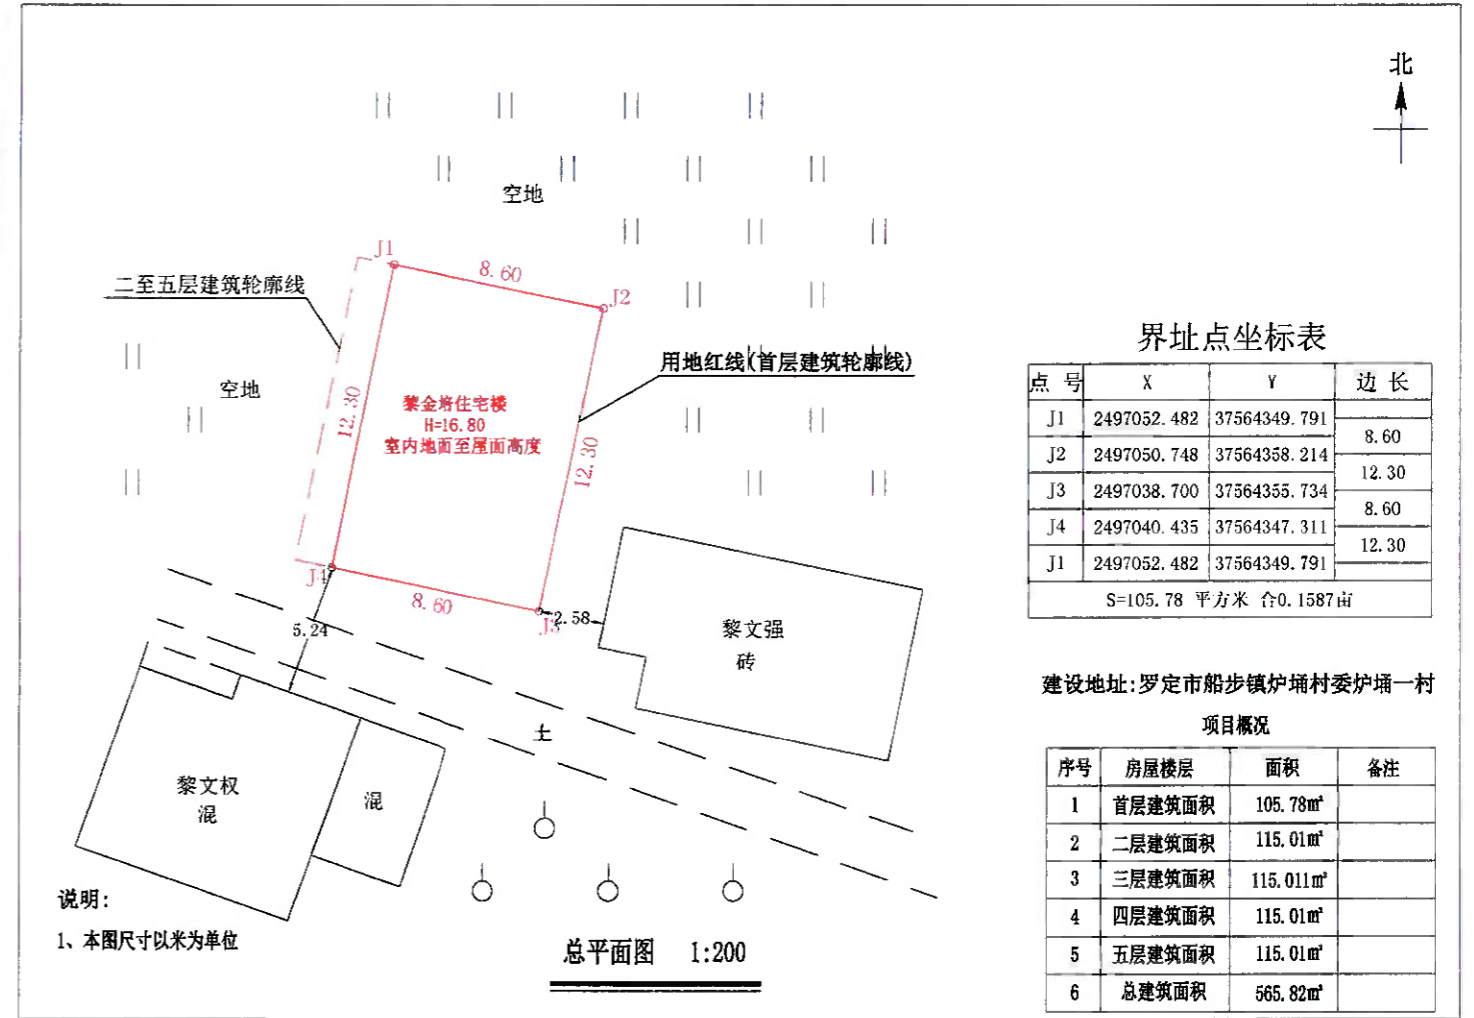 北
空地
J1
8.60
J2
二至五层建筑轮廓线
用地红线(首层建筑轮廓线)
空地
12.30
黎金培住宅楼
H=16.80
室内地面至屋面高度
12.30
J4
8.60
J3
2.58
5.24
黎文强
砖
土
黎文权
混
混
说明:
1、本图尺寸以米为单位
总平面图 1:200
界址点坐标表
点 号 X Y 边 长
J1 2497052.482 37564349.791
8.60
J2 2497050.748 37564358.214
12.30
J3 2497038.700 37564355.734
8.60
J4 2497040.435 37564347.311
12.30
J1 2497052.482 37564349.791
S=105.78 平方米 合0.1587亩
建设地址:罗定市船步镇炉埇村委炉埇一村
项目概况
序号 房屋楼层 面积 备注
1 首层建筑面积 105.78㎡
2 二层建筑面积 115.01㎡
3 三层建筑面积 115.011㎡
4 四层建筑面积 115.01㎡
5 五层建筑面积 115.01㎡
6 总建筑面积 565.82㎡